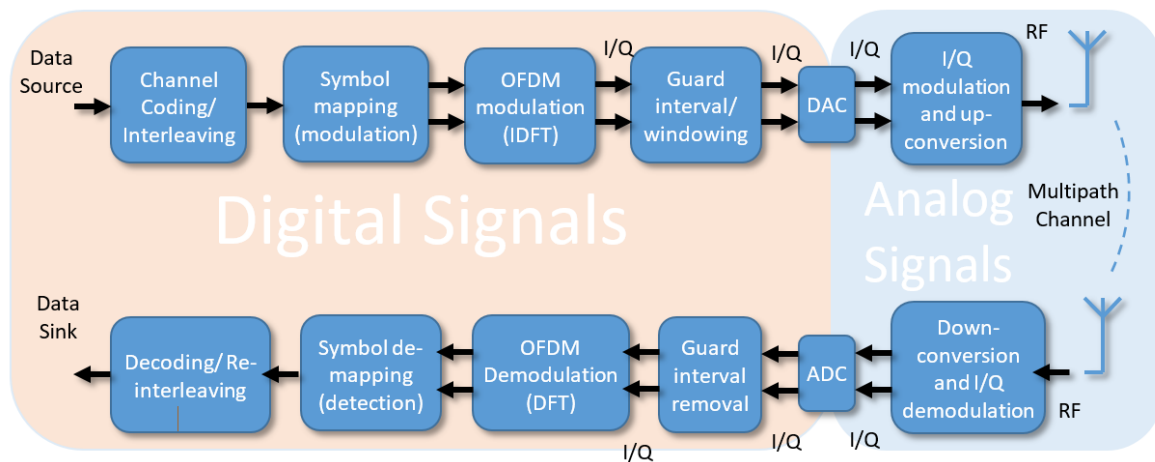 Data
Source
Channel
Coding/
Interleaving
Symbol
mapping
(modulation)
OFDM
modulation
(IDFT)
I/Q
Guard
interval/
windowing
I/Q
DAC
I/Q
I/Q
modulation
and up-
conversion
RF
Digital Signals
Analog
Signals
Multipath
Channel
Data
Sink
Decoding/ Re-
interleaving
Symbol de-
mapping
(detection)
OFDM
Demodulation
(DFT)
I/Q
Guard
interval
removal
I/Q
ADC
I/Q
Down-
conversion
and I/Q
demodulation
RF